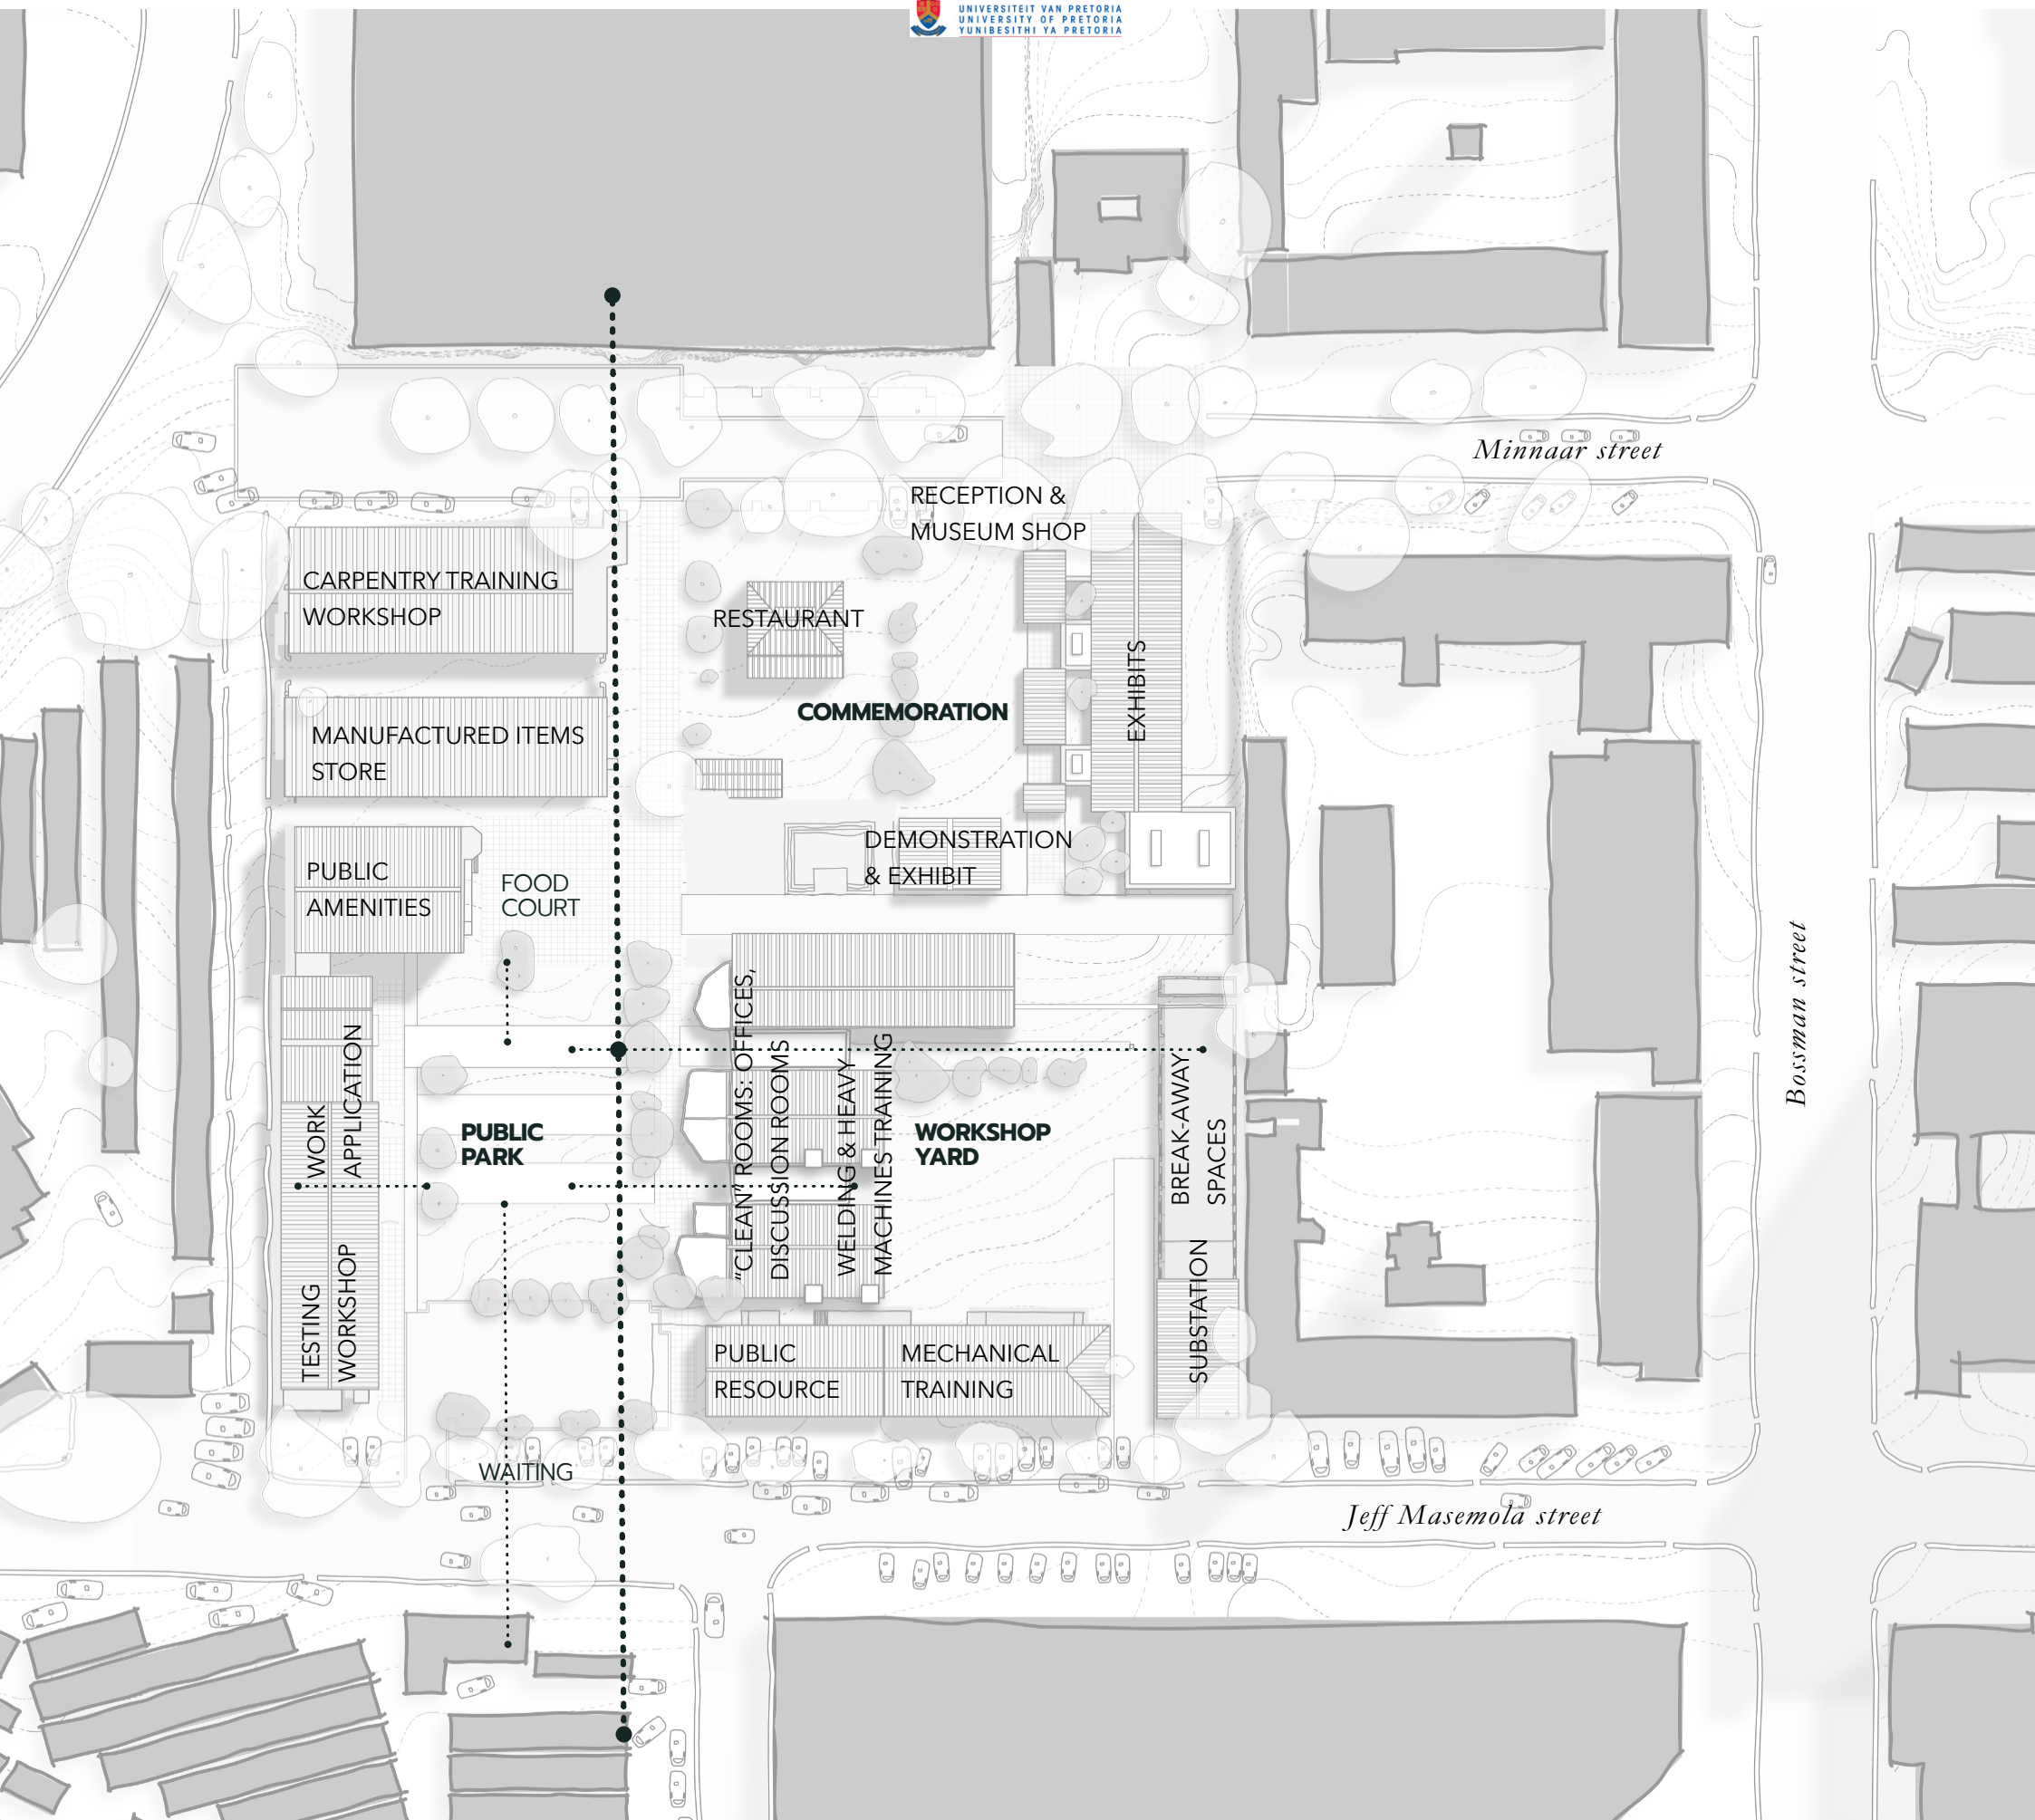 UNIVERSITEIT VAN PRETORIA
UNIVERSITY OF PRETORIA
YUNIBESITHI YA PRETORIA
Minnaar street
RECEPTION &
MUSEUM SHOP
CARPENTRY TRAINING
WORKSHOP
RESTAURANT
EXHIBITS
COMMEMORATION
MANUFACTURED ITEMS
STORE
DEMONSTRATION
& EXHIBIT
PUBLIC
AMENITIES
FOOD
COURT
Bossman street
WORK
APPLICATION
PUBLIC
PARK
"CLEAN" ROOMS: OFFICES,
DISCUSSION ROOMS
WELDING & HEAVY
MACHINES TRAINING
WORKSHOP
YARD
BREAK-AWAY
SPACES
TESTING
WORKSHOP
SUBSTATION
PUBLIC
RESOURCE
MECHANICAL
TRAINING
WAITING
Jeff Masemola street